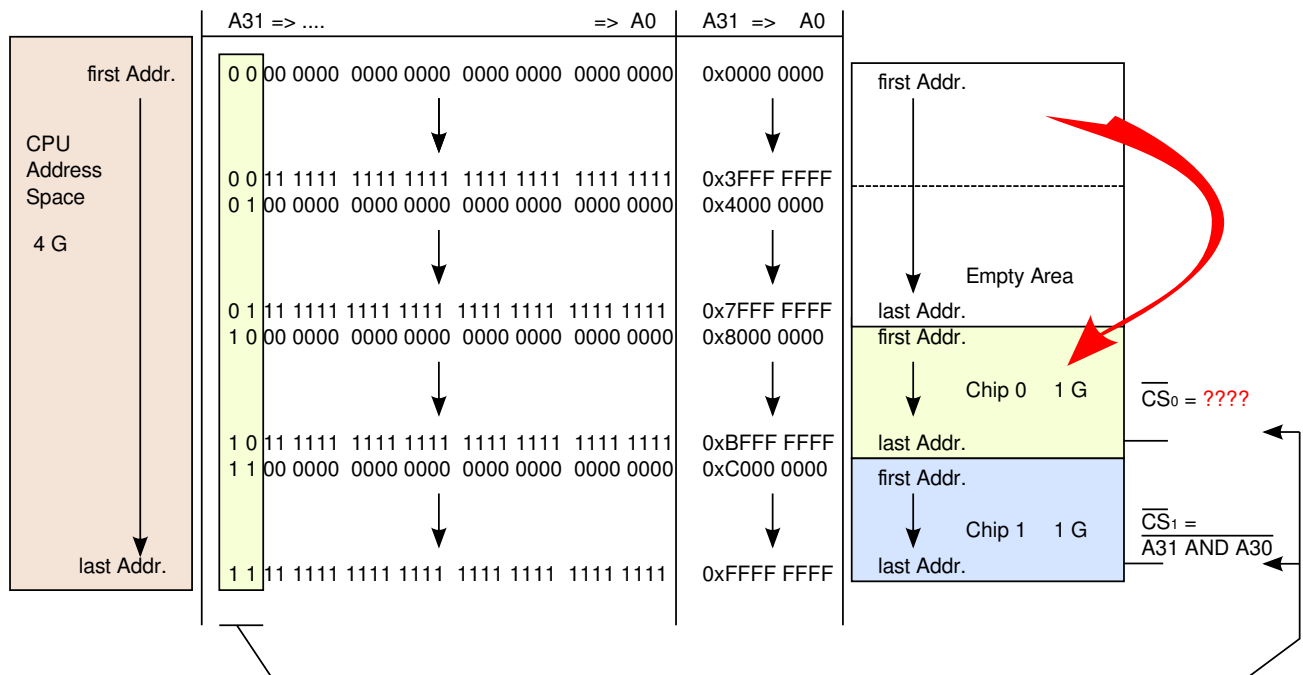 A31 => .... => A0 A31 => A0
first Addr. 0 0 00 0000 0000 0000 0000 0000 0000 0000 0x0000 0000 first Addr.
CPU
Address
Space
4 G
0 0 11 1111 1111 1111 1111 1111 1111 1111 0x3FFF FFFF
0 1 00 0000 0000 0000 0000 0000 0000 0000 0x4000 0000
Empty Area
0 1 11 1111 1111 1111 1111 1111 1111 1111 0x7FFF FFFF last Addr.
1 0 00 0000 0000 0000 0000 0000 0000 0000 0x8000 0000 first Addr.
Chip 0 1 G C̅S̅0 = ????
1 0 11 1111 1111 1111 1111 1111 1111 1111 0xBFFF FFFF last Addr.
1 1 00 0000 0000 0000 0000 0000 0000 0000 0xC000 0000 first Addr.
Chip 1 1 G C̅S̅1 =
A̅3̅1̅ ̅A̅N̅D̅ ̅A̅3̅0̅
last Addr. 1 1 11 1111 1111 1111 1111 1111 1111 1111 0xFFFF FFFF last Addr.